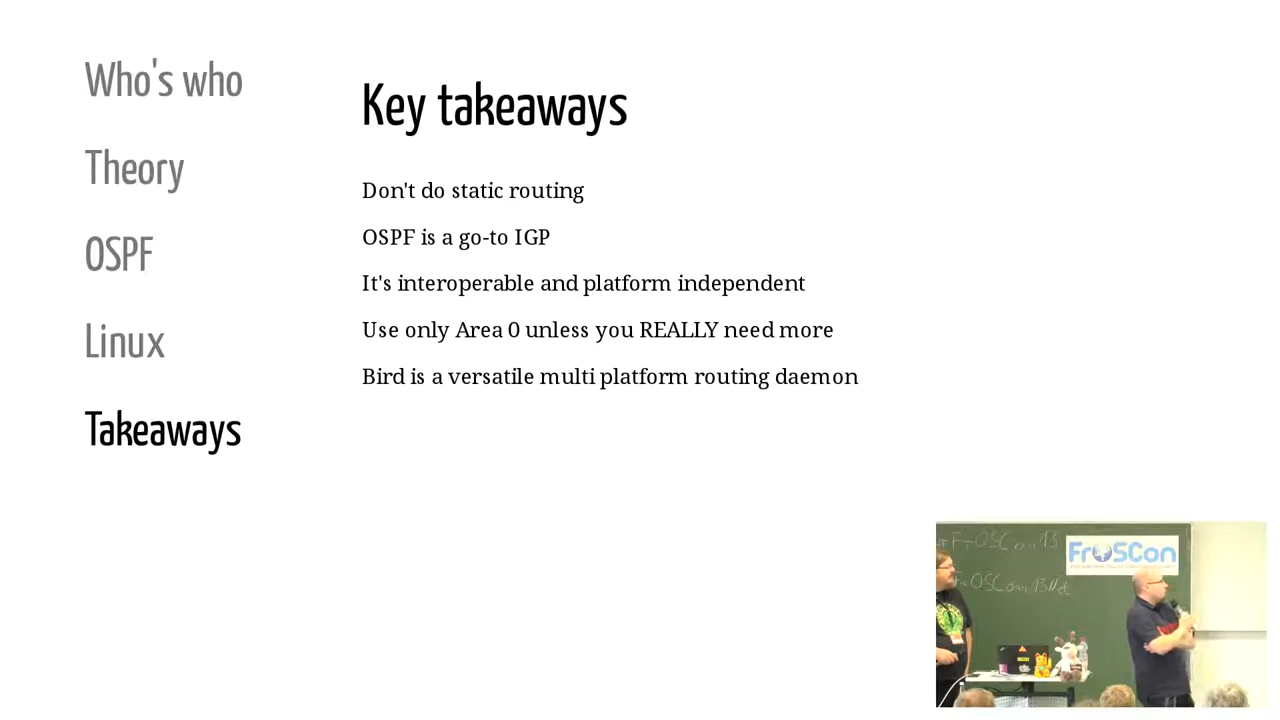 Who's who
Theory
OSPF
Linux
Takeaways
Key takeaways
Don't do static routing
OSPF is a go-to IGP
It's interoperable and platform independent
Use only Area 0 unless you REALLY need more
Bird is a versatile multi platform routing daemon
#FrOSCon13
FrOSCon